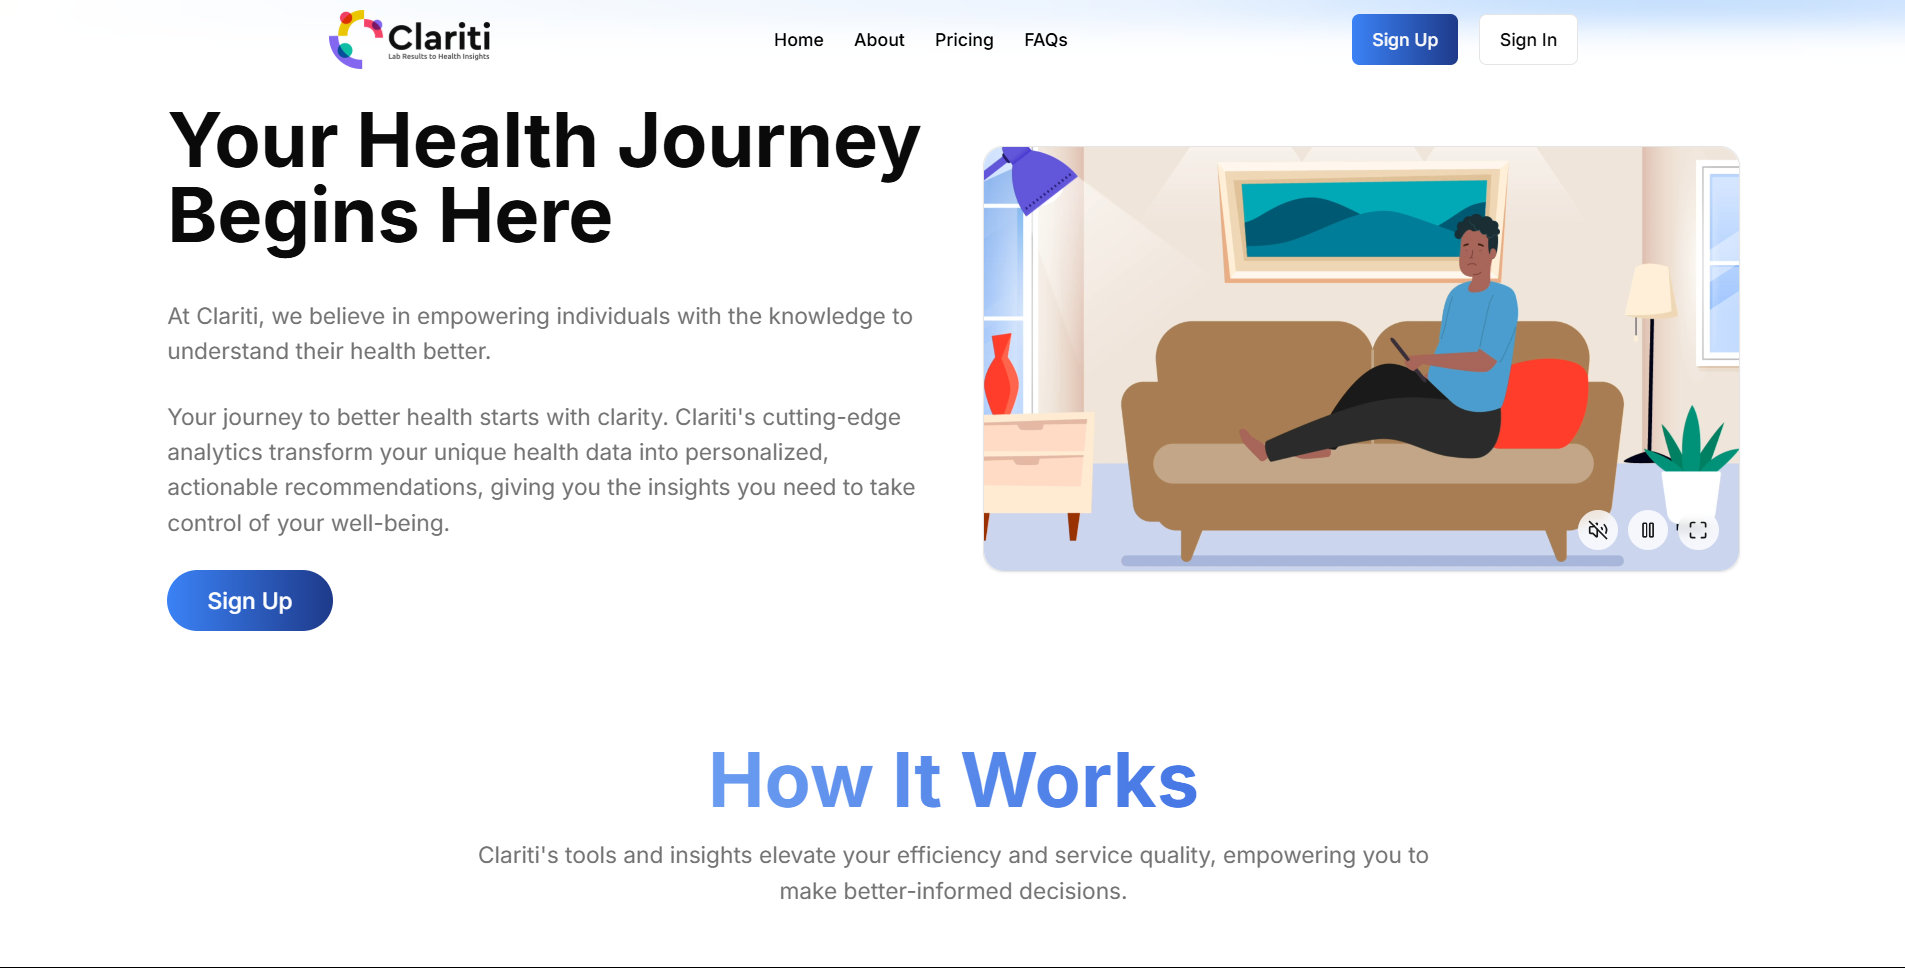 Clariti
Lab Results to Health Insights
Home
About
Pricing
FAQs
Sign Up
Sign In
Your Health Journey
Begins Here
At Clariti, we believe in empowering individuals with the knowledge to
understand their health better.
Your journey to better health starts with clarity. Clariti's cutting-edge
analytics transform your unique health data into personalized,
actionable recommendations, giving you the insights you need to take
control of your well-being.
Sign Up
How It Works
Clariti's tools and insights elevate your efficiency and service quality, empowering you to
make better-informed decisions.